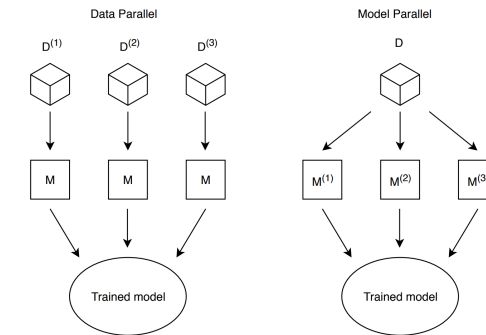 Data Parallel
Model Parallel
D(1)
D(2)
D(3)
D
M
M
M
M(1)
M(2)
M(3
Trained model
Trained model